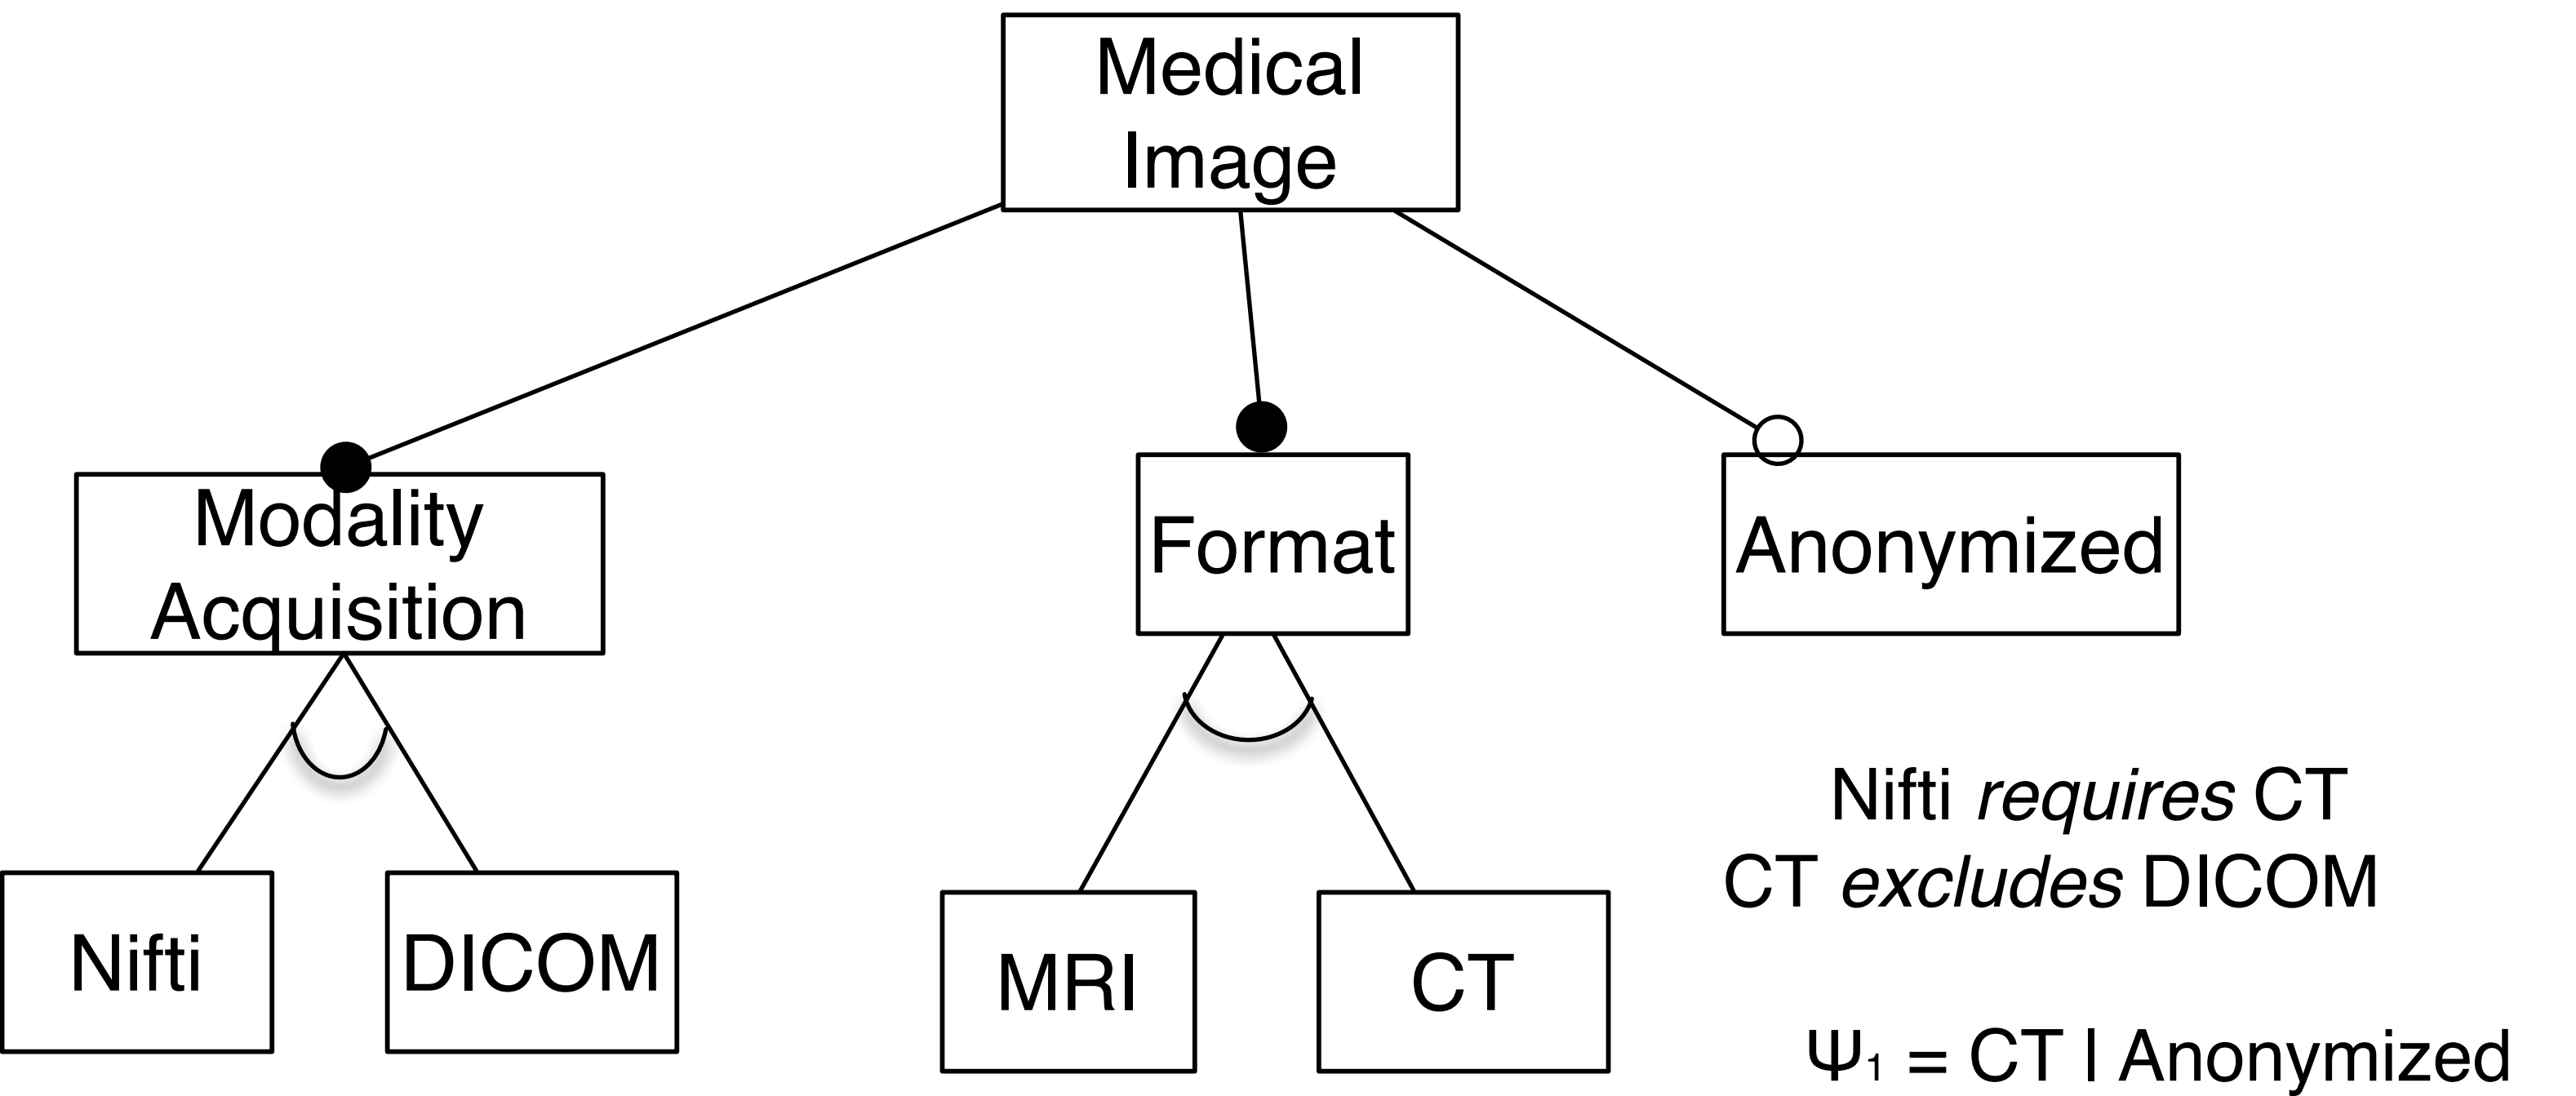 Medical
Image
Modality
Acquisition
Format
Anonymized
Nifti
DICOM
MRI
CT
Nifti requires CT
CT excludes DICOM
Ψ₁ = CT | Anonymized